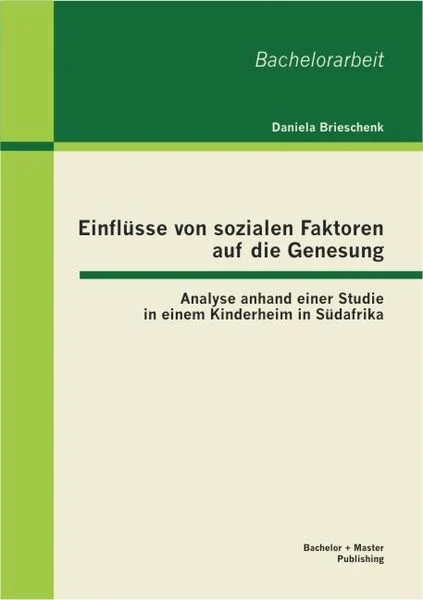 Bachelorarbeit
Daniela Brieschenk
Einflüsse von sozialen Faktoren
auf die Genesung
Analyse anhand einer Studie
in einem Kinderheim in Südafrika
Bachelor + Master
Publishing